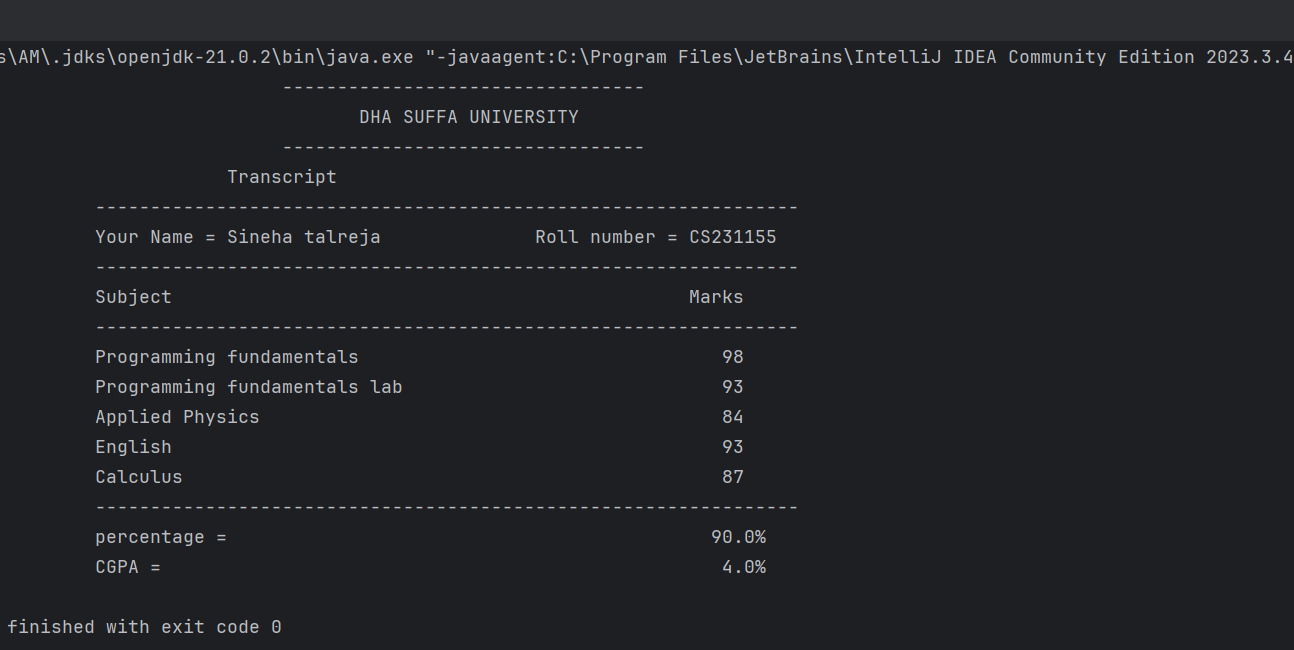 s\AM\.jdks\openjdk-21.0.2\bin\java.exe "-javaagent:C:\Program Files\JetBrains\IntelliJ IDEA Community Edition 2023.3.4
---------------------------------
DHA SUFFA UNIVERSITY
---------------------------------
Transcript
----------------------------------------------------------------
Your Name = Sineha talreja              Roll number = CS231155
----------------------------------------------------------------
Subject                                               Marks
----------------------------------------------------------------
Programming fundamentals                                 98
Programming fundamentals lab                             93
Applied Physics                                          84
English                                                  93
Calculus                                                 87
----------------------------------------------------------------
percentage =                                            90.0%
CGPA =                                                   4.0%
finished with exit code 0